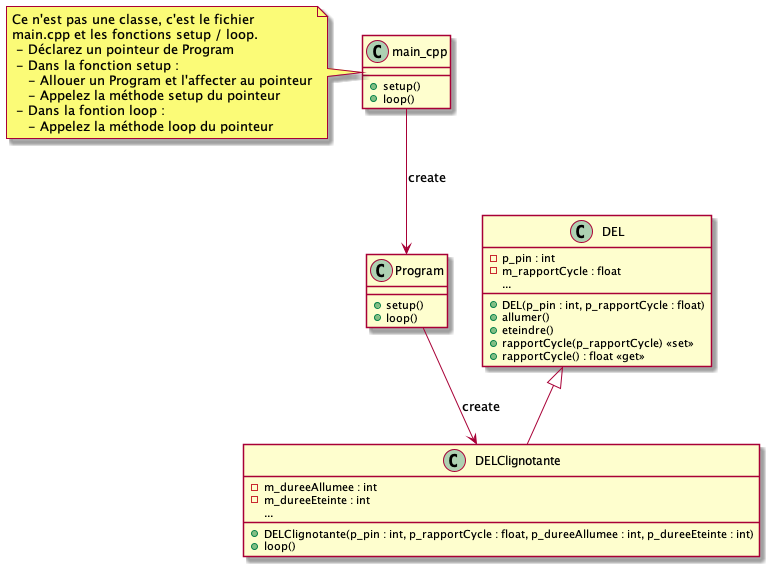 Ce n'est pas une classe, c'est le fichier
main.cpp et les fonctions setup / loop.
- Déclarez un pointeur de Program
- Dans la fonction setup :
- Allouer un Program et l'affecter au pointeur
- Appelez la méthode setup du pointeur
- Dans la fontion loop :
- Appelez la méthode loop du pointeur
C main_cpp
setup()
loop()
create
C Program
setup()
loop()
C DEL
p_pin : int
m_rapportCycle : float
...
DEL(p_pin : int, p_rapportCycle : float)
allumer()
eteindre()
rapportCycle(p_rapportCycle) «set»
rapportCycle() : float «get»
create
C DELClignotante
m_dureeAllumee : int
m_dureeEteinte : int
...
DELClignotante(p_pin : int, p_rapportCycle : float, p_dureeAllumee : int, p_dureeEteinte : int)
loop()